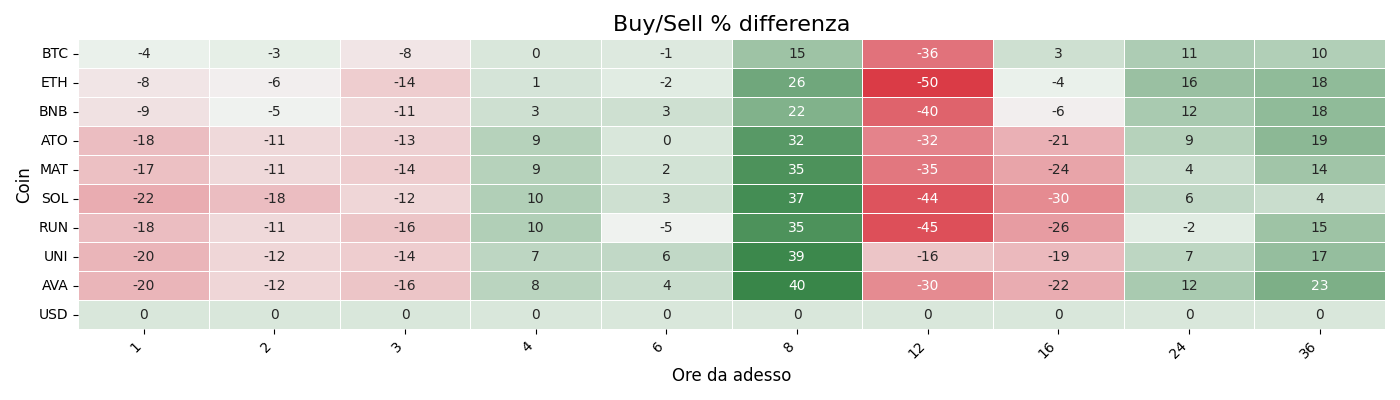 Buy/Sell % differenza
BTC -4 -3 -8 0 -1 15 -36 3 11 10
ETH -8 -6 -14 1 -2 26 -50 -4 16 18
BNB -9 -5 -11 3 3 22 -40 -6 12 18
ATO -18 -11 -13 9 0 32 -32 -21 9 19
MAT -17 -11 -14 9 2 35 -35 -24 4 14
SOL -22 -18 -12 10 3 37 -44 -30 6 4
RUN -18 -11 -16 10 -5 35 -45 -26 -2 15
UNI -20 -12 -14 7 6 39 -16 -19 7 17
AVA -20 -12 -16 8 4 40 -30 -22 12 23
USD 0 0 0 0 0 0 0 0 0 0
Coin
1 2 3 4 6 8 12 16 24 36
Ore da adesso